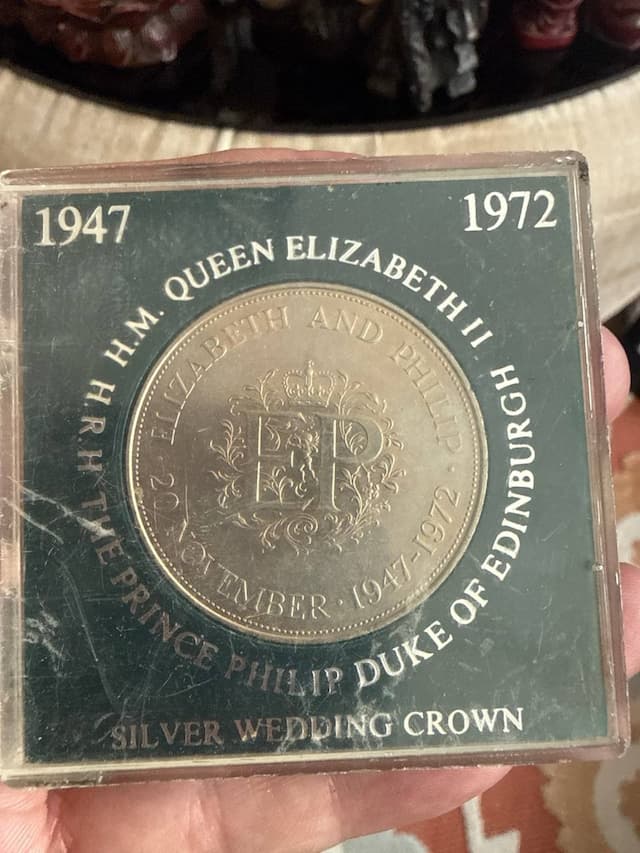 1947
1972
H.M. QUEEN ELIZABETH II
H.R.H THE PRINCE PHILIP DUKE OF EDINBURGH
ELIZABETH AND PHILIP
EP
20 NOVEMBER · 1947-1972
SILVER WEDDING CROWN